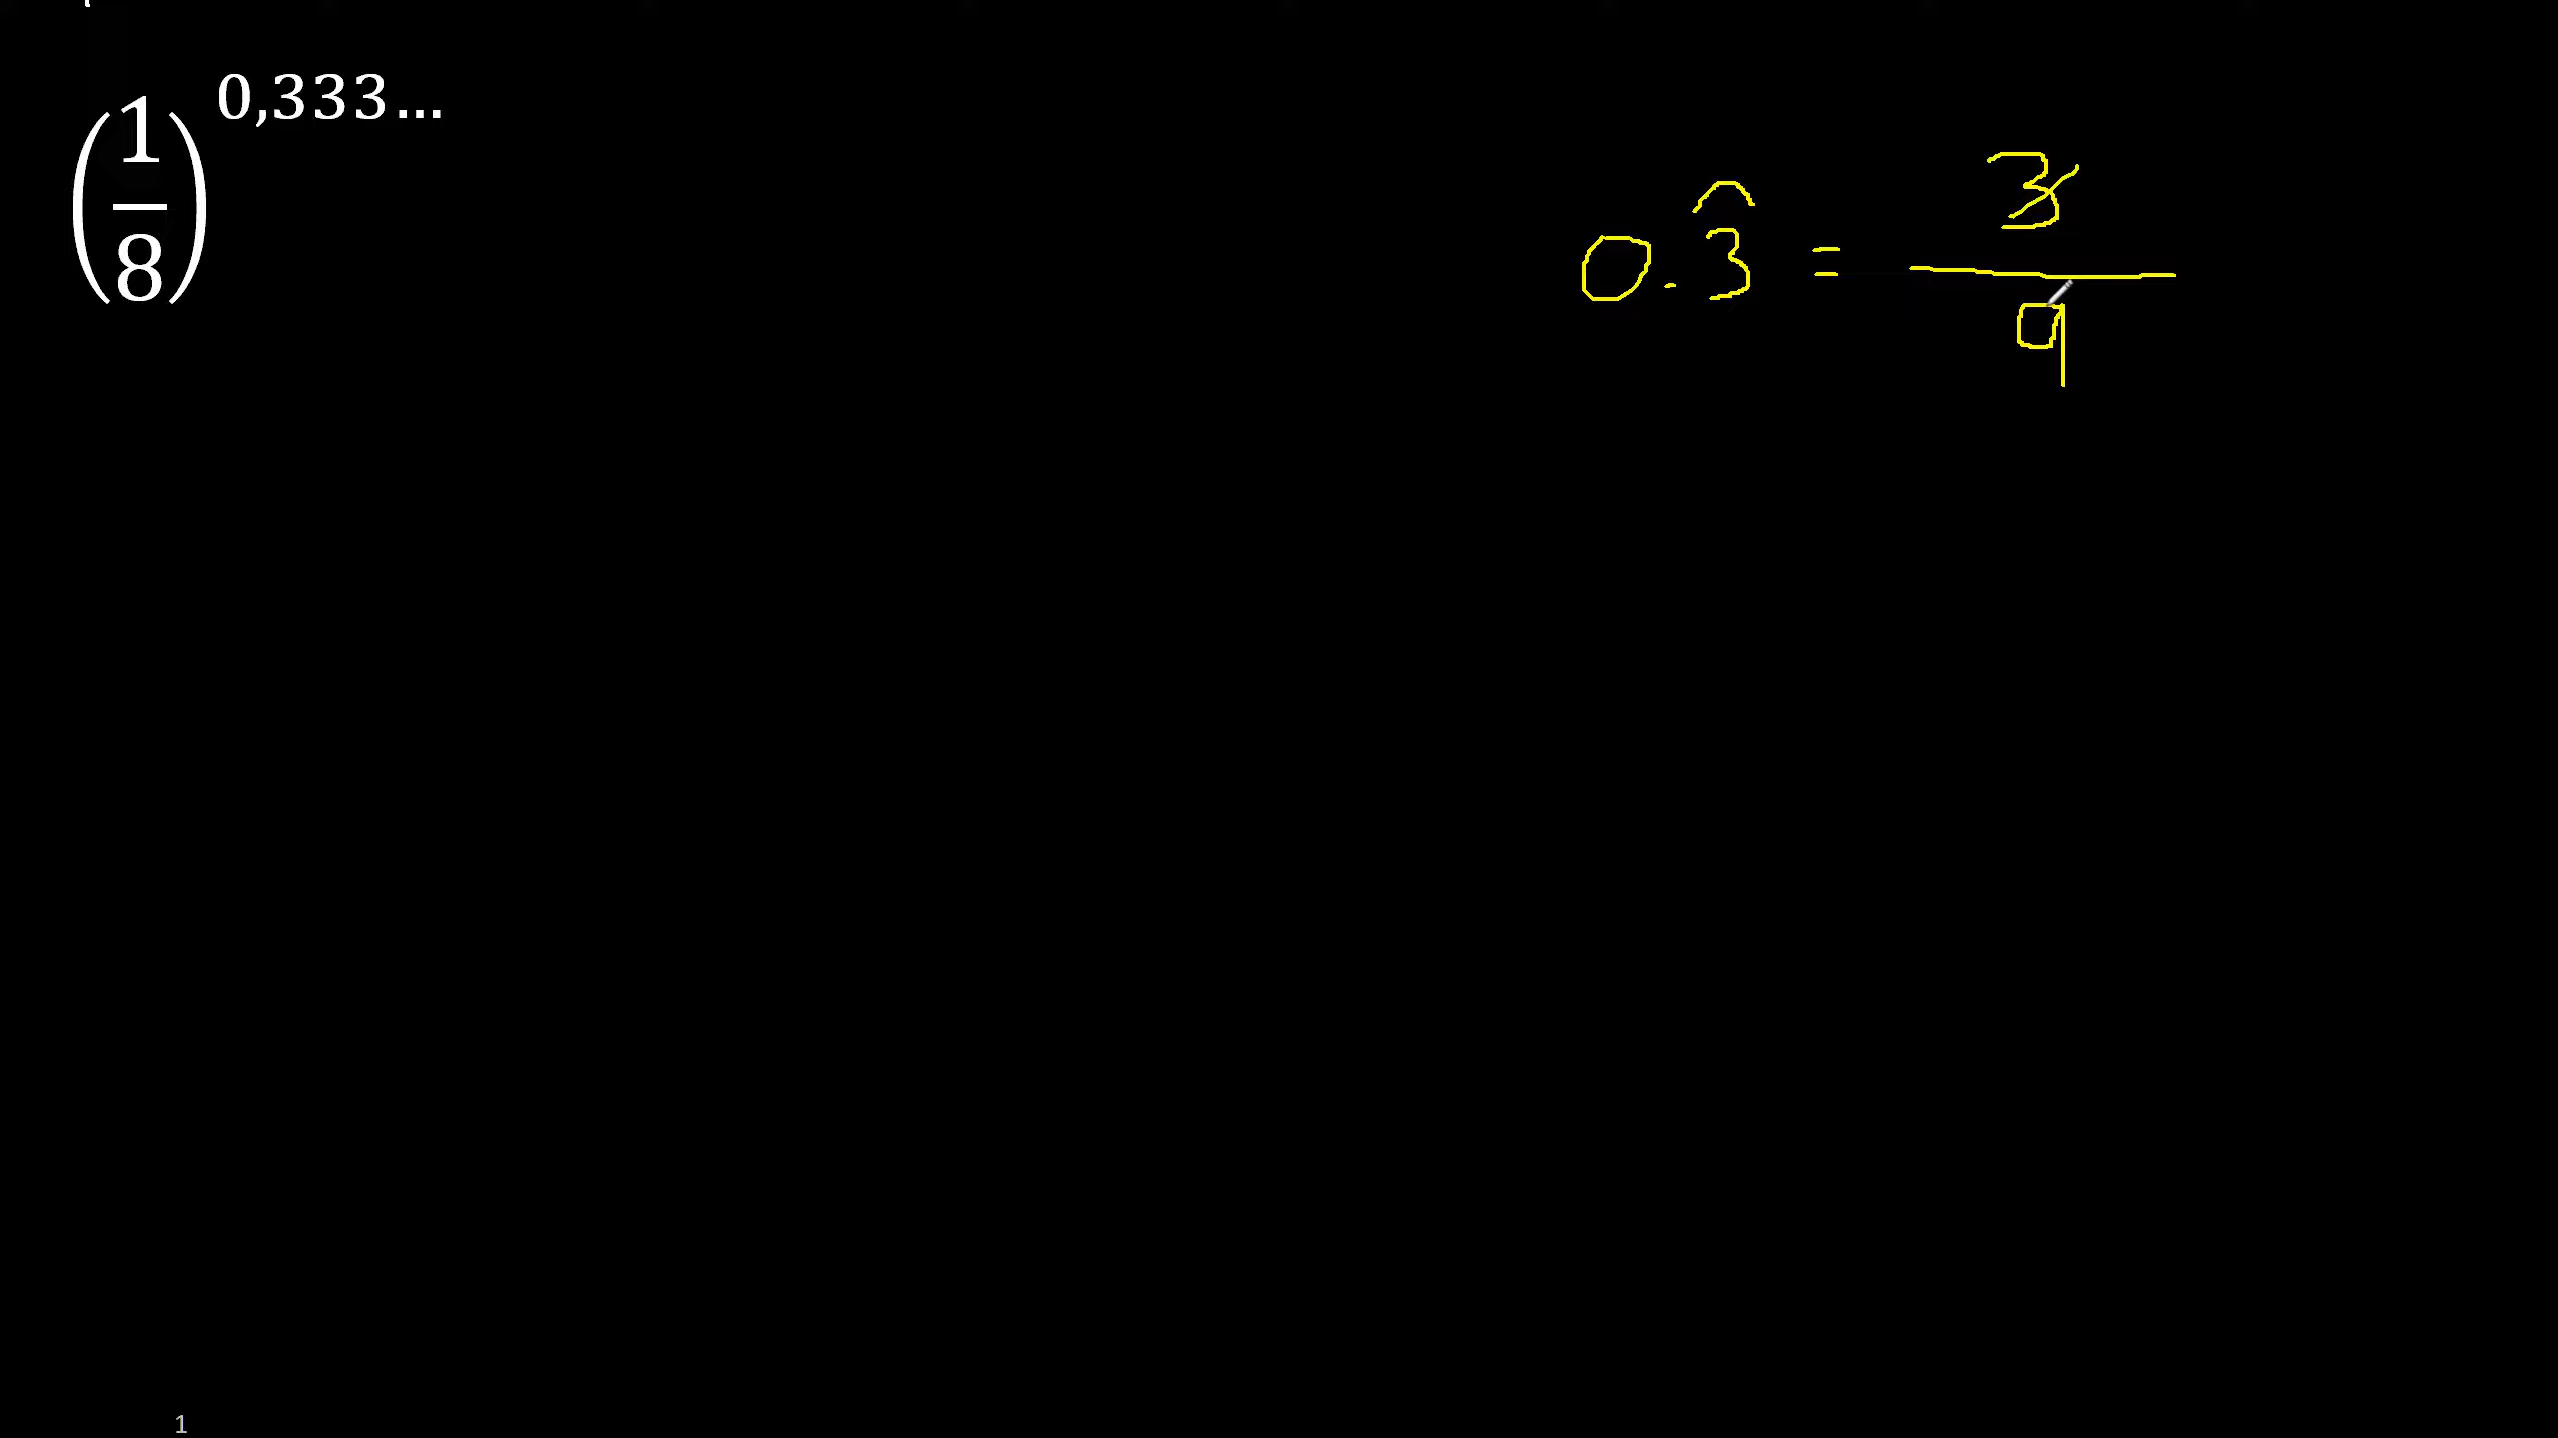 (1/8)^0,333...
0.3̂ = 3/9
1